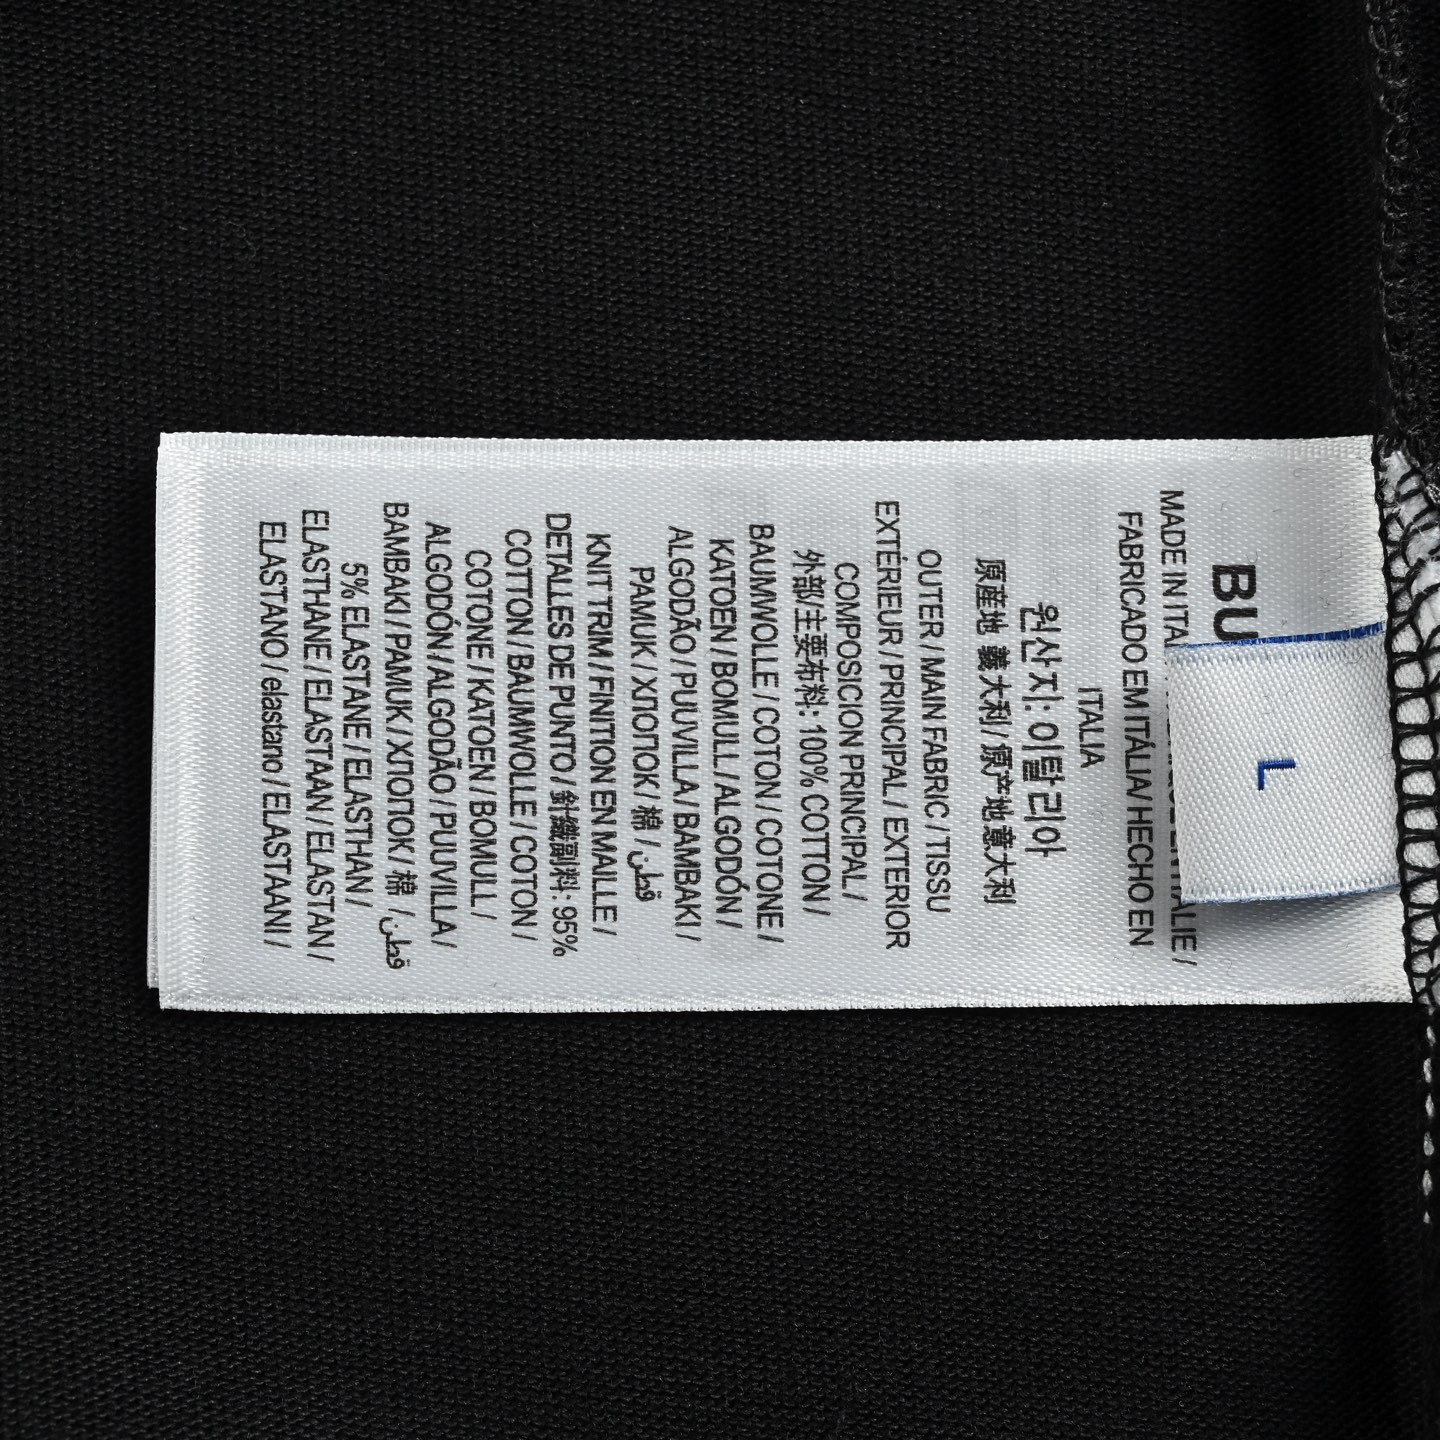 BU
L
MADE IN ITA
ALIE /
FABRICADO EM ITÁLIA / HECHO EN
ITALIA
원산지: 이탈리아
原産地 義大利 / 原产地意大利
OUTER / MAIN FABRIC / TISSU
EXTÉRIEUR / PRINCIPAL / EXTERIOR
COMPOSICION PRINCIPAL /
外部/主要布料: 100% COTTON /
BAUMWOLLE / COTON / COTONE /
KATOEN / BOMULL / ALGODÓN /
ALGODÃO / PUUVILLA / BAMBAKI /
PAMUK / ХЛОПОК / 棉 / قطن
KNIT TRIM / FINITION EN MAILLE /
DETALLES DE PUNTO / 針織副料: 95%
COTTON / BAUMWOLLE / COTON /
COTONE / KATOEN / BOMULL /
ALGODÓN / ALGODÃO / PUUVILLA /
BAMBAKI / PAMUK / ХЛОПОК / 棉 / قطن
5% ELASTANE / ELASTHAN /
ELASTHANE / ELASTAAN / ELASTAN /
ELASTANO / elastano / ELASTAANI /